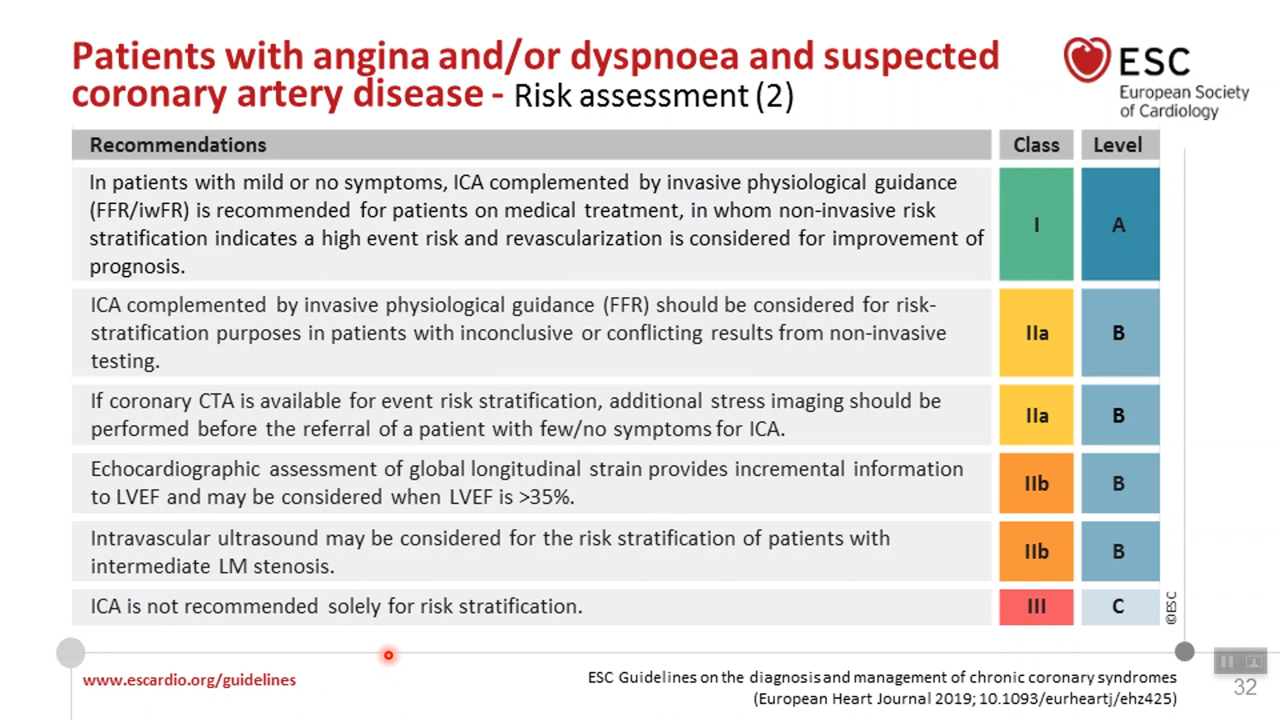 Patients with angina and/or dyspnoea and suspected
coronary artery disease - Risk assessment (2)
ESC
European Society
of Cardiology
Recommendations Class Level
In patients with mild or no symptoms, ICA complemented by invasive physiological guidance
(FFR/iwFR) is recommended for patients on medical treatment, in whom non-invasive risk
stratification indicates a high event risk and revascularization is considered for improvement of
prognosis.
I A
ICA complemented by invasive physiological guidance (FFR) should be considered for risk-
stratification purposes in patients with inconclusive or conflicting results from non-invasive
testing.
IIa B
If coronary CTA is available for event risk stratification, additional stress imaging should be
performed before the referral of a patient with few/no symptoms for ICA.
IIa B
Echocardiographic assessment of global longitudinal strain provides incremental information
to LVEF and may be considered when LVEF is >35%.
IIb B
Intravascular ultrasound may be considered for the risk stratification of patients with
intermediate LM stenosis.
IIb B
ICA is not recommended solely for risk stratification. III C
©ESC
www.escardio.org/guidelines
ESC Guidelines on the diagnosis and management of chronic coronary syndromes
(European Heart Journal 2019; 10.1093/eurheartj/ehz425)
32